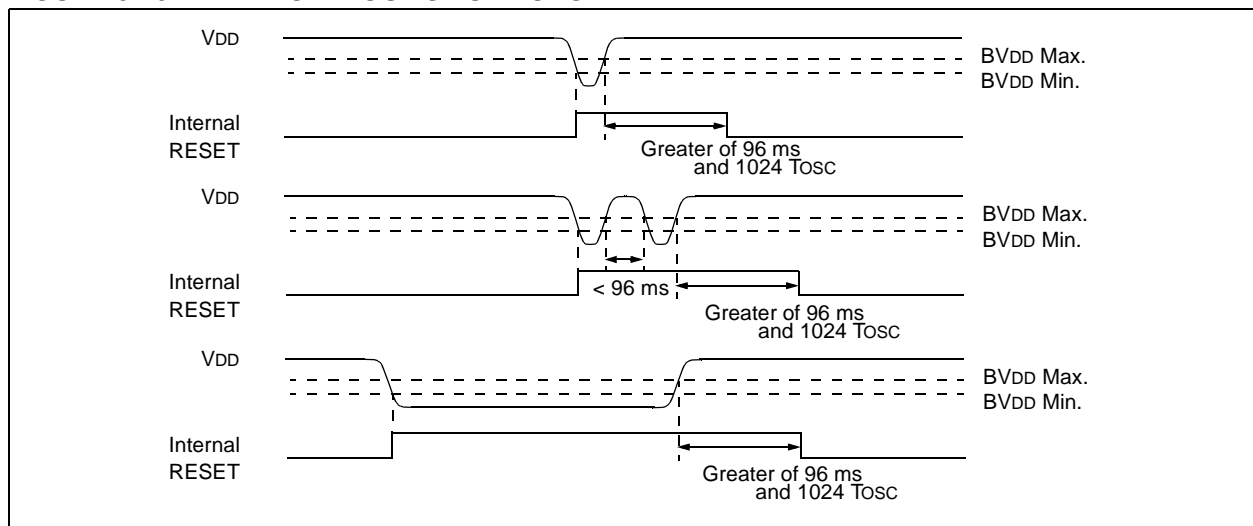 VDD
BVDD Max.
BVDD Min.
Internal
RESET
Greater of 96 ms
and 1024 TOSC
VDD
BVDD Max.
BVDD Min.
Internal
RESET
< 96 ms
Greater of 96 ms
and 1024 TOSC
VDD
BVDD Max.
BVDD Min.
Internal
RESET
Greater of 96 ms
and 1024 TOSC